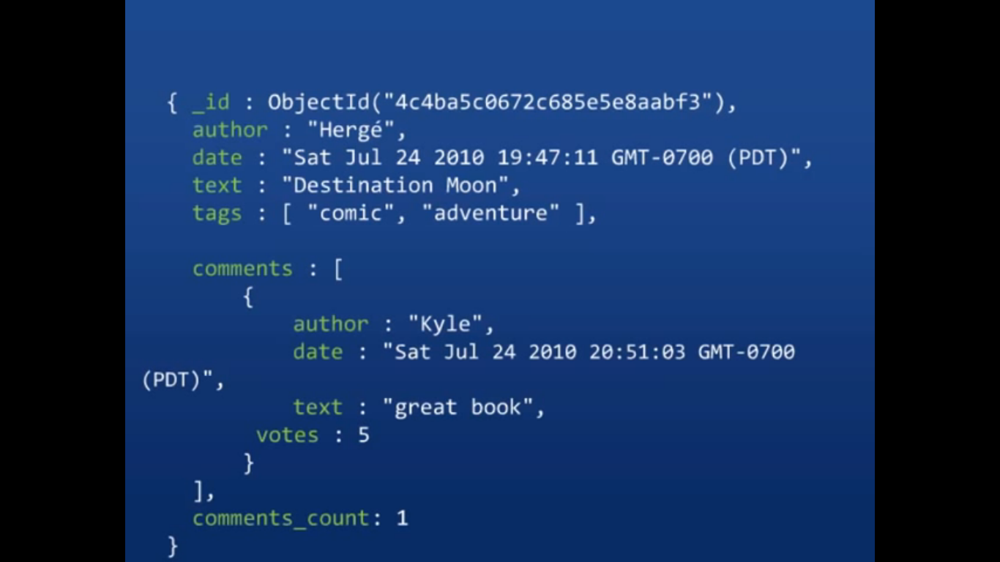 { _id : ObjectId("4c4ba5c0672c685e5e8aabf3"),
author : "Hergé",
date : "Sat Jul 24 2010 19:47:11 GMT-0700 (PDT)",
text : "Destination Moon",
tags : [ "comic", "adventure" ],
comments : [
{
author : "Kyle",
date : "Sat Jul 24 2010 20:51:03 GMT-0700
(PDT)",
text : "great book",
votes : 5
}
],
comments_count: 1
}